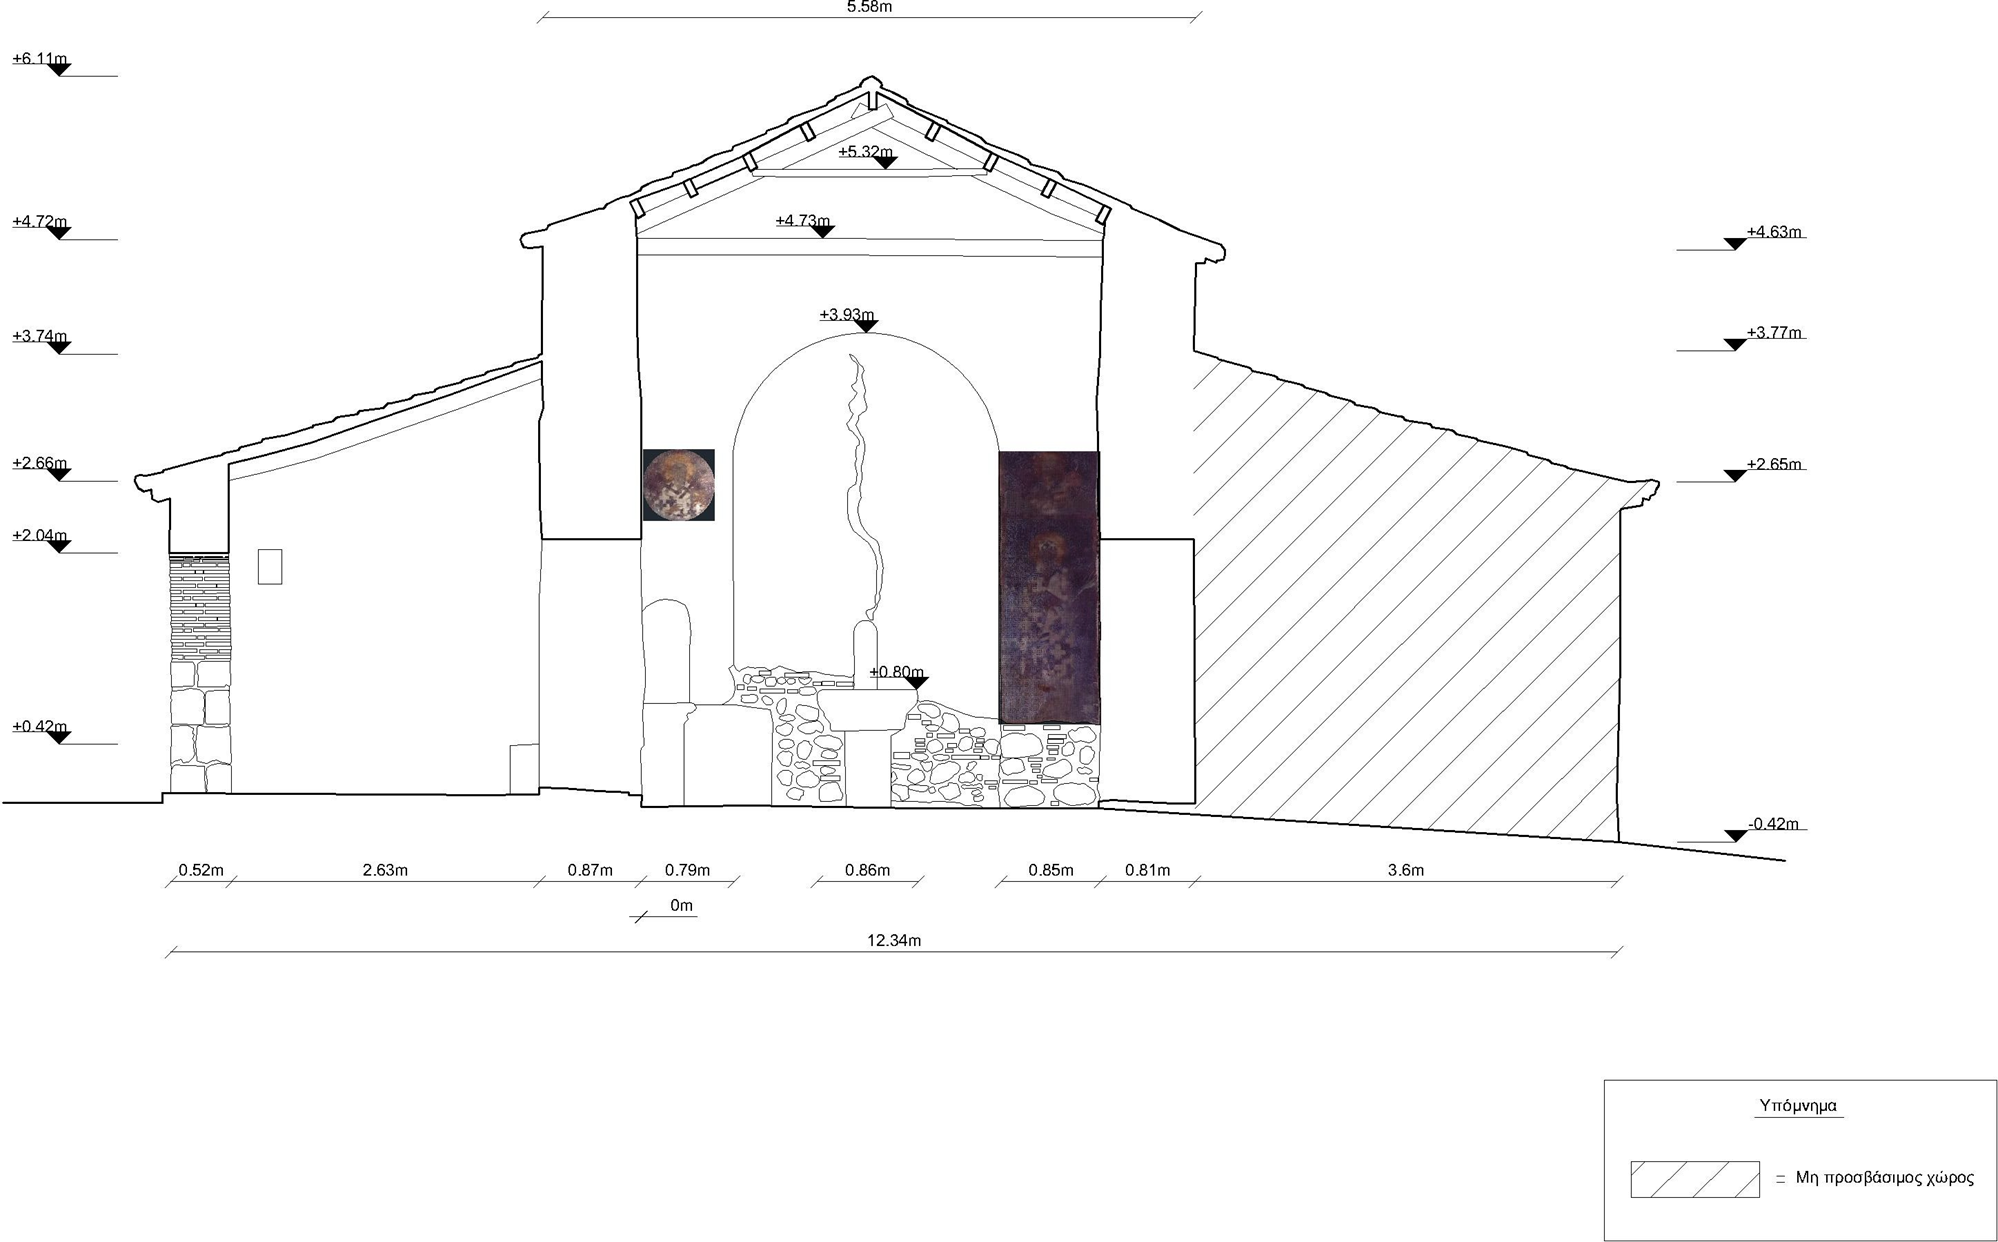 5.58m
+6.11m
+5.32m
+4.72m
+4.73m
+4.63m
+3.93m
+3.74m
+3.77m
+2.66m
+2.65m
+2.04m
+0.80m
+0.42m
-0.42m
0.52m 2.63m 0.87m 0.79m 0.86m 0.85m 0.81m 3.6m
0m
12.34m
Υπόμνημα
= Μη προσβάσιμος χώρος